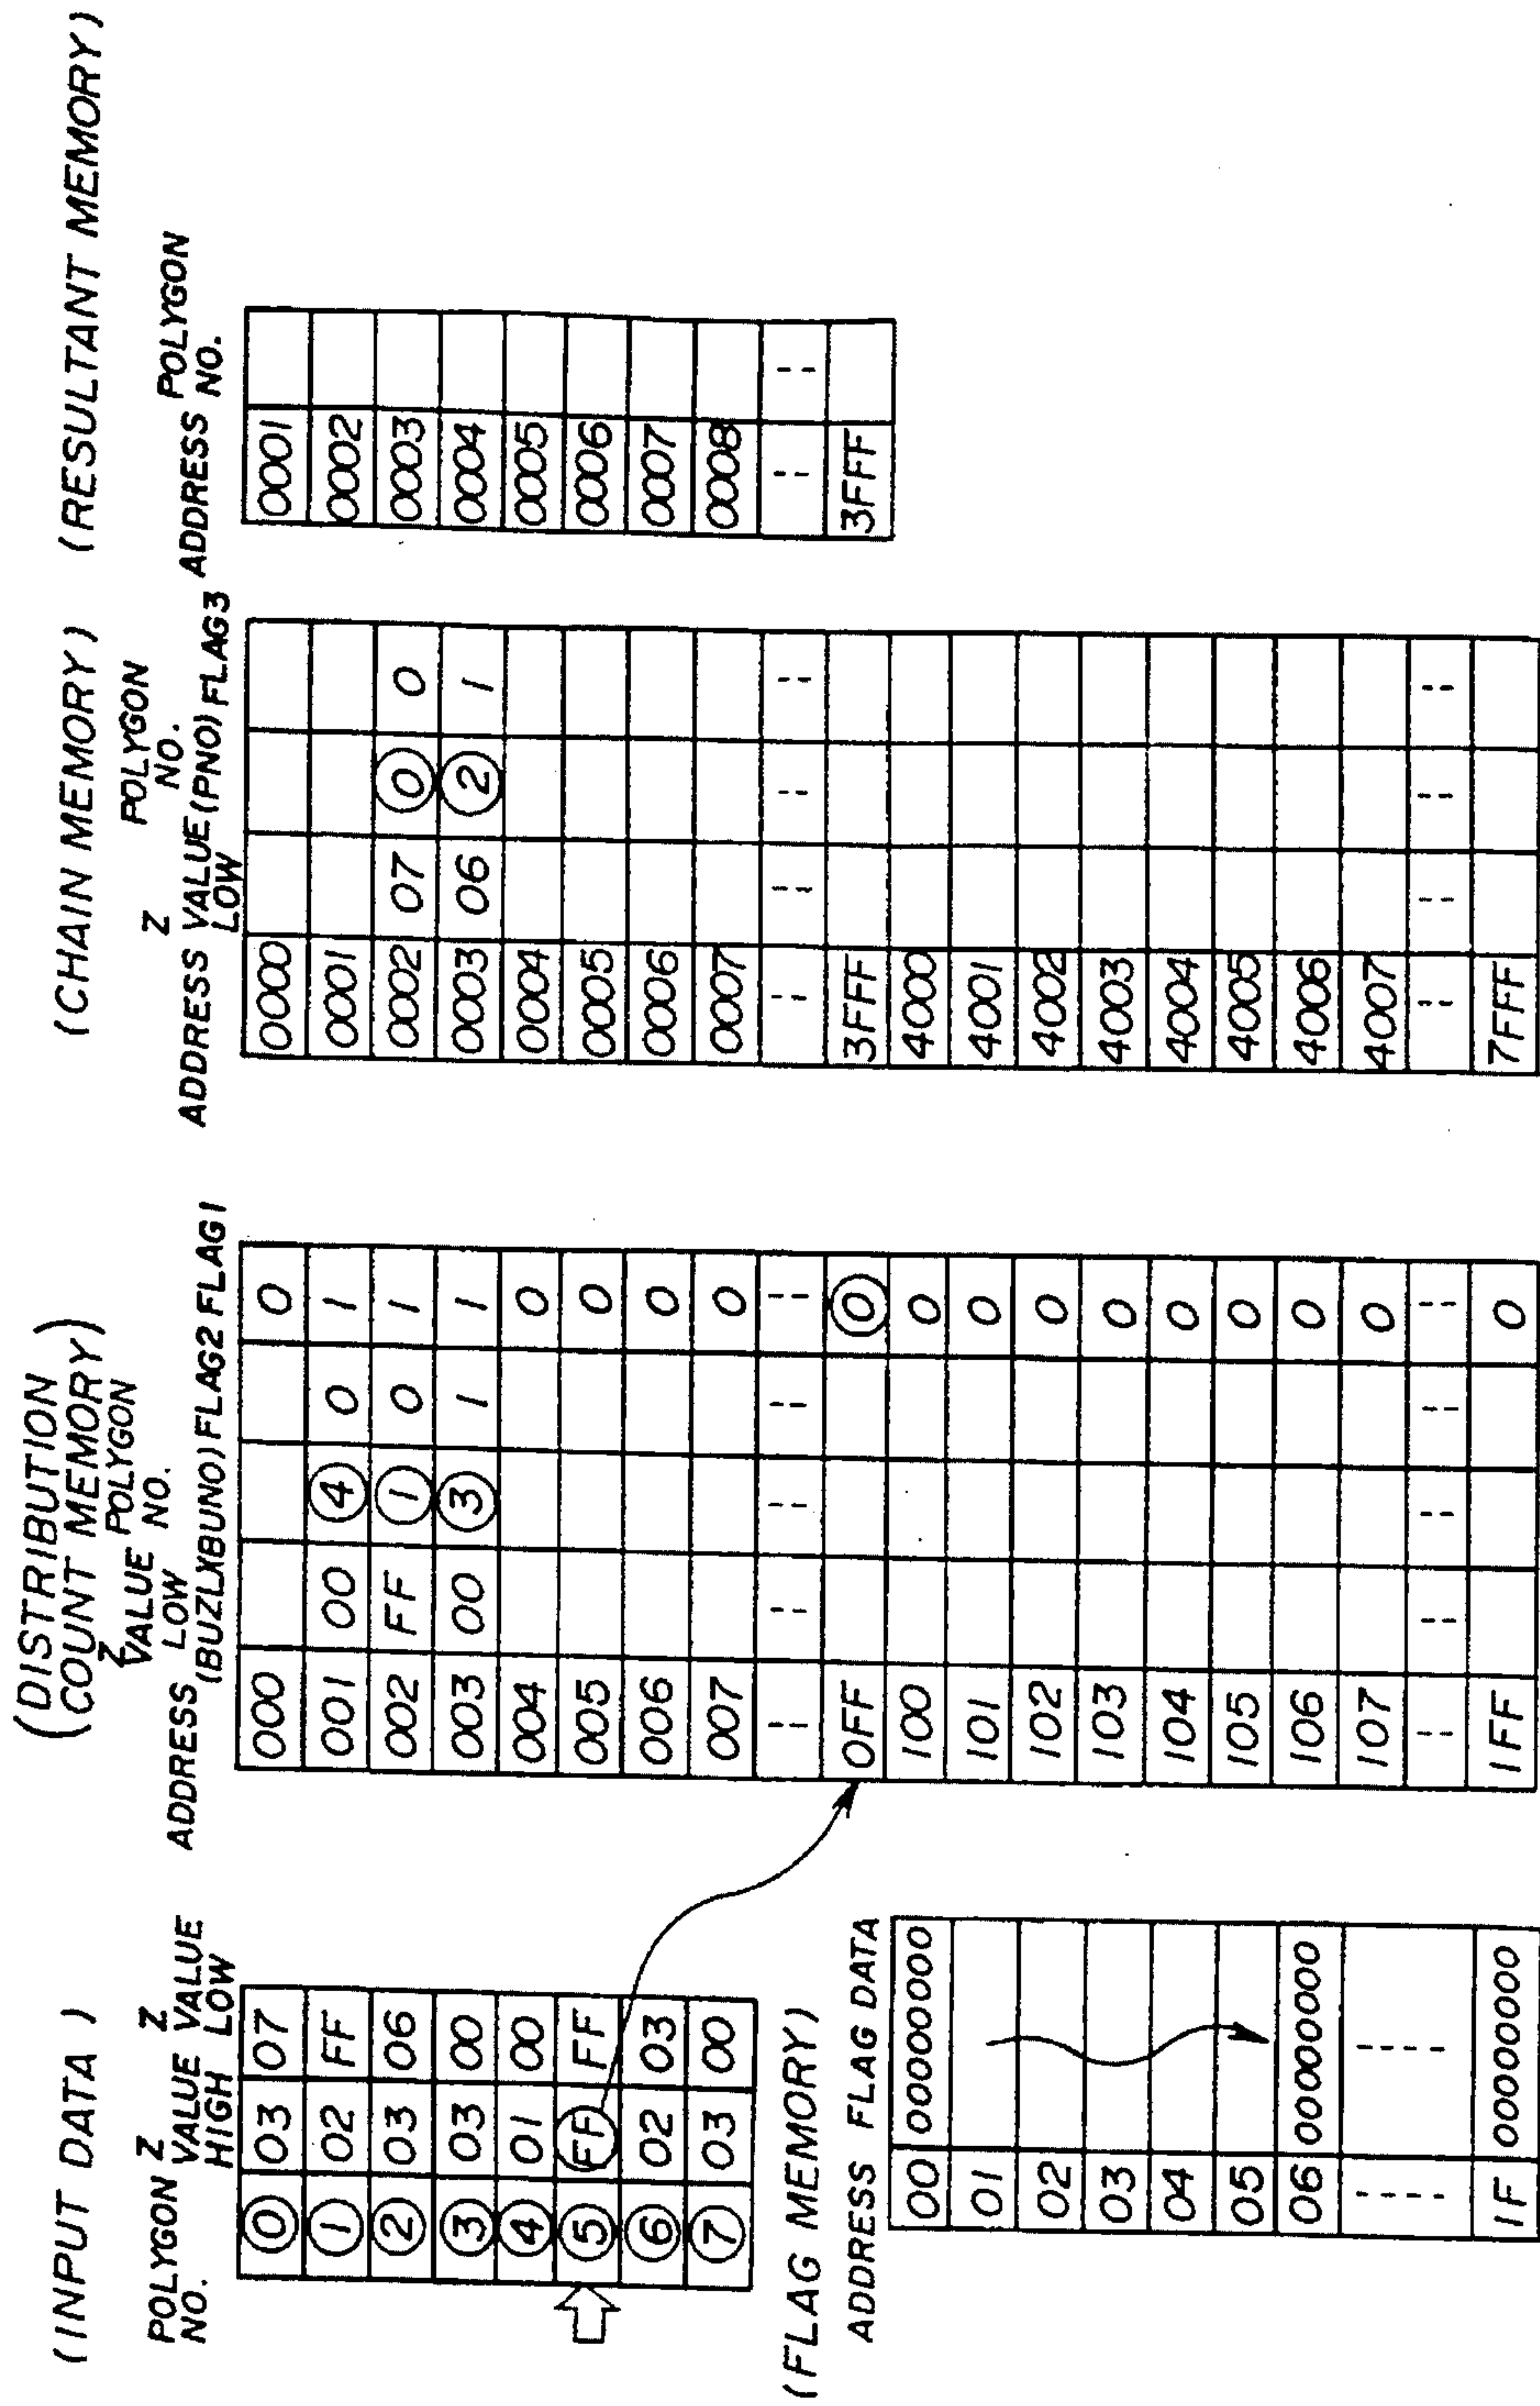 (INPUT DATA)
POLYGON NO. Z VALUE HIGH Z VALUE LOW
0 03 07
1 02 FF
2 03 06
3 03 00
4 01 00
5 FF FF
6 02 03
7 03 00
(FLAG MEMORY)
ADDRESS FLAG DATA
00 00000000
01
02
03
04
05
06 00000000
---- ----
1F 00000000
(DISTRIBUTION COUNT MEMORY)
ADDRESS Z VALUE LOW (BUZLXBUNO) POLYGON NO. FLAG2 FLAG1
000 0
001 00 4 0 1
002 FF 1 0 1
003 00 3 1 1
004 0
005 0
006 0
007 0
-- -- -- -- --
0FF 0
100 0
101 0
102 0
103 0
104 0
105 0
106 0
107 0
-- -- -- -- --
1FF 0
(CHAIN MEMORY)
ADDRESS Z VALUE LOW POLYGON NO. (PNO) FLAG3
0000
0001
0002 07 0 0
0003 06 2 1
0004
0005
0006
0007
-- -- -- --
3FFF
4000
4001
4002
4003
4004
4005
4006
4007
-- -- -- --
7FFF
(RESULTANT MEMORY)
ADDRESS POLYGON NO.
0001
0002
0003
0004
0005
0006
0007
0008
-- --
3FFF